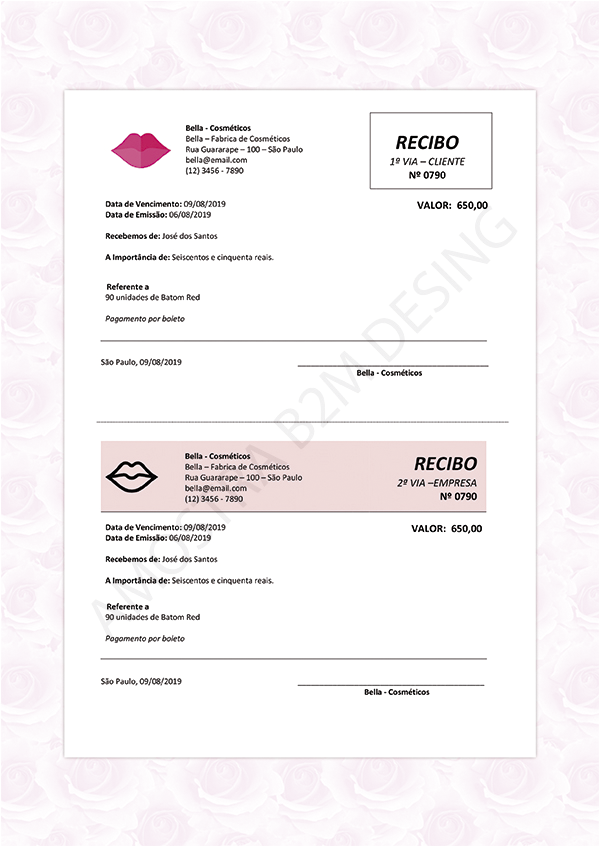 Bella - Cosméticos
Bella – Fabrica de Cosméticos
Rua Guararape – 100 – São Paulo
bella@email.com
(12) 3456 - 7890
RECIBO
1ª VIA – CLIENTE
Nº 0790
Data de Vencimento: 09/08/2019
Data de Emissão: 06/08/2019
VALOR: 650,00
Recebemos de: José dos Santos
A Importância de: Seiscentos e cinquenta reais.
Referente a
90 unidades de Batom Red
Pagamento por boleto
São Paulo, 09/08/2019
Bella - Cosméticos
Bella - Cosméticos
Bella – Fabrica de Cosméticos
Rua Guararape – 100 – São Paulo
bella@email.com
(12) 3456 - 7890
RECIBO
2ª VIA –EMPRESA
Nº 0790
Data de Vencimento: 09/08/2019
Data de Emissão: 06/08/2019
VALOR: 650,00
Recebemos de: José dos Santos
A Importância de: Seiscentos e cinquenta reais.
Referente a
90 unidades de Batom Red
Pagamento por boleto
São Paulo, 09/08/2019
Bella - Cosméticos
AMOSTRA B2M DESING